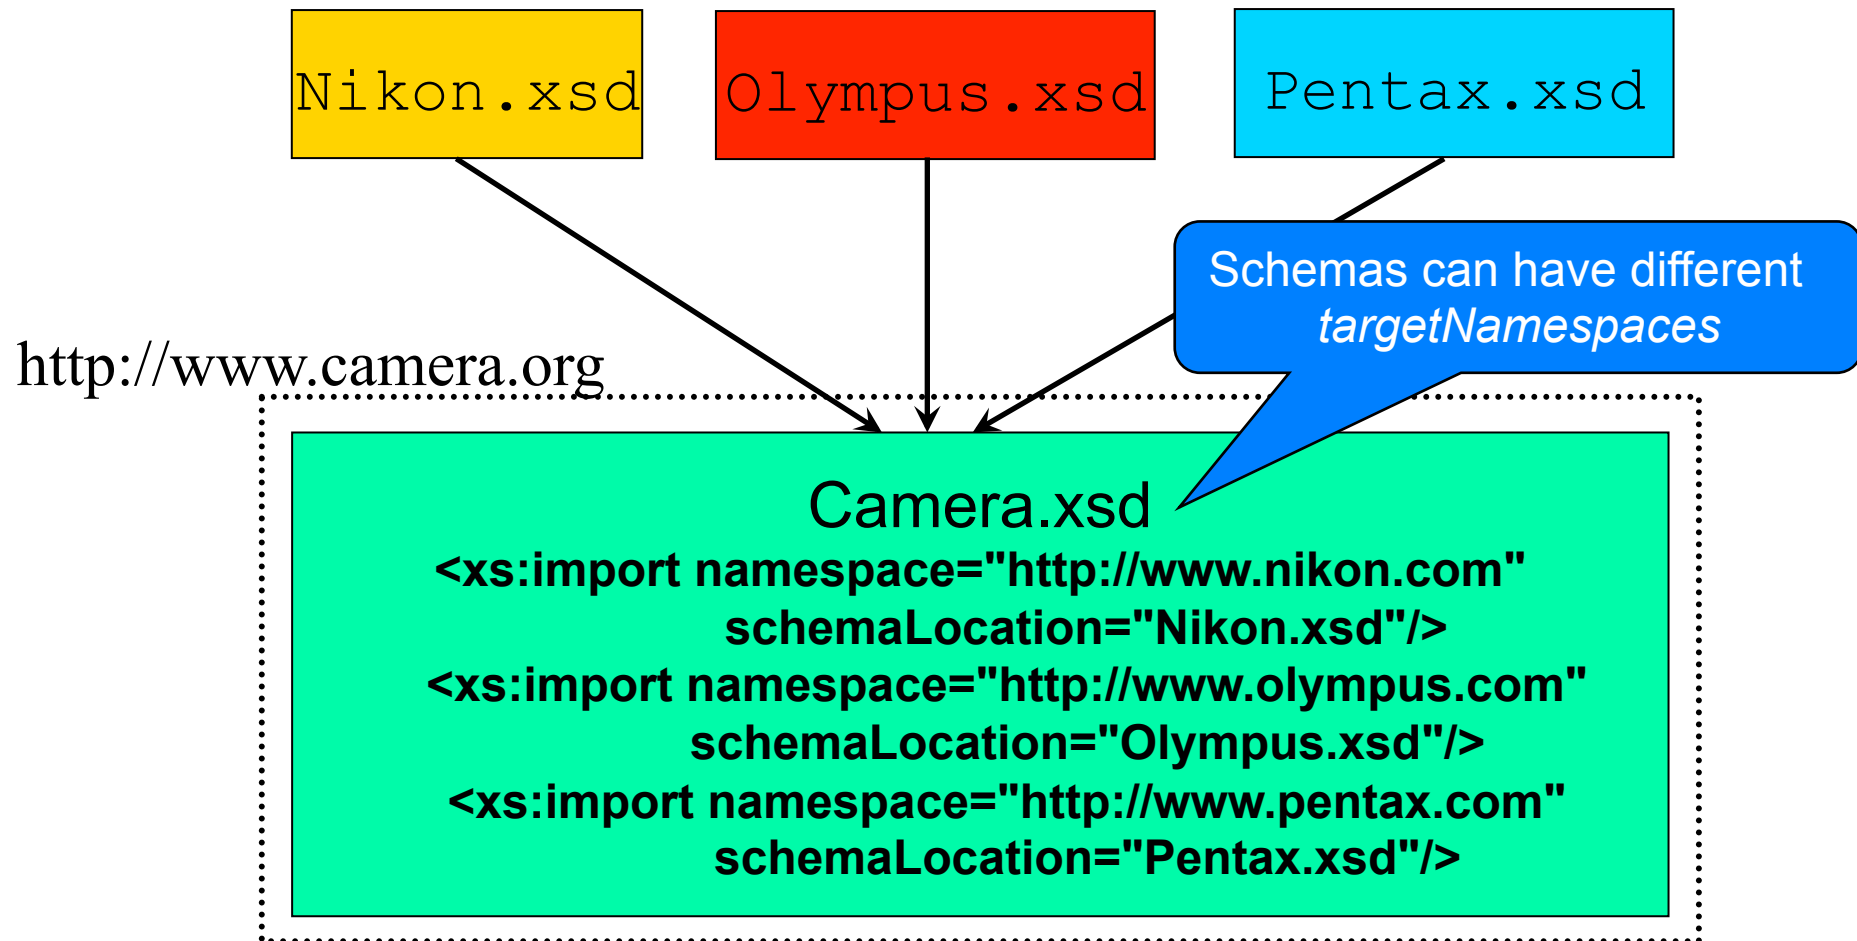 Nikon.xsd
Olympus.xsd
Pentax.xsd
Schemas can have different
targetNamespaces
http://www.camera.org
Camera.xsd
<xs:import namespace="http://www.nikon.com"
schemaLocation="Nikon.xsd"/>
<xs:import namespace="http://www.olympus.com"
schemaLocation="Olympus.xsd"/>
<xs:import namespace="http://www.pentax.com"
schemaLocation="Pentax.xsd"/>